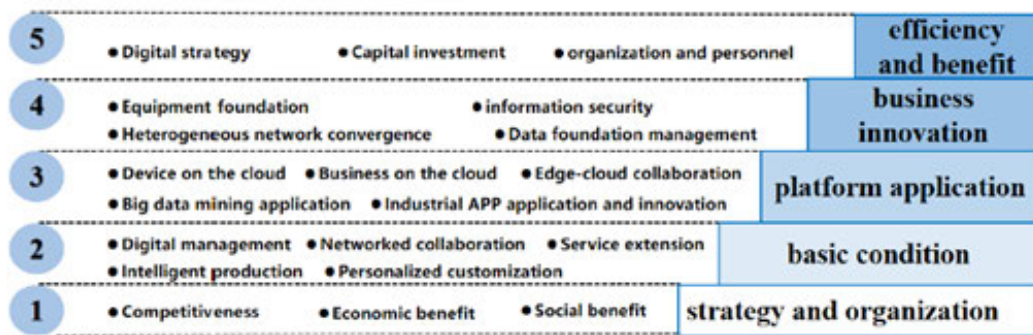 5
● Digital strategy ● Capital investment ● organization and personnel
efficiency
and benefit
4
● Equipment foundation ● information security
● Heterogeneous network convergence ● Data foundation management
business
innovation
3
● Device on the cloud ● Business on the cloud ● Edge-cloud collaboration
● Big data mining application ● Industrial APP application and innovation
platform application
2
● Digital management ● Networked collaboration ● Service extension
● Intelligent production ● Personalized customization
basic condition
1
● Competitiveness ● Economic benefit ● Social benefit
strategy and organization